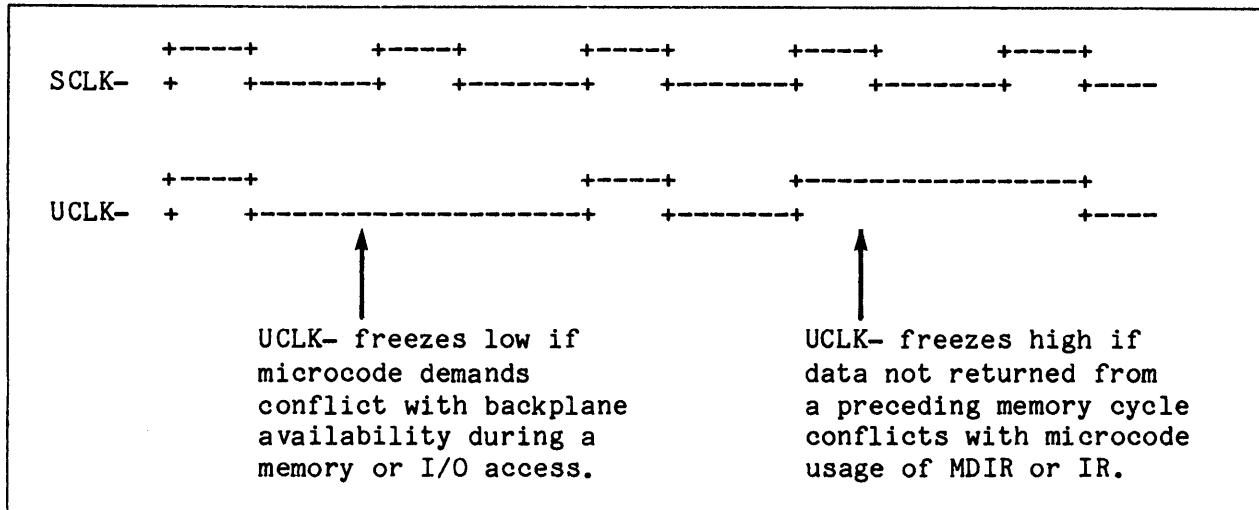 +-----+ +----+ +----+ +----+ +----+
SCLK- + +-------+ +-------+ +-------+ +-------+ +----
+-----+ +----+ +-----------------+
UCLK- + +-------------------+ +-------+ +----
UCLK- freezes low if
microcode demands
conflict with backplane
availability during a
memory or I/O access.
UCLK- freezes high if
data not returned from
a preceding memory cycle
conflicts with microcode
usage of MDIR or IR.